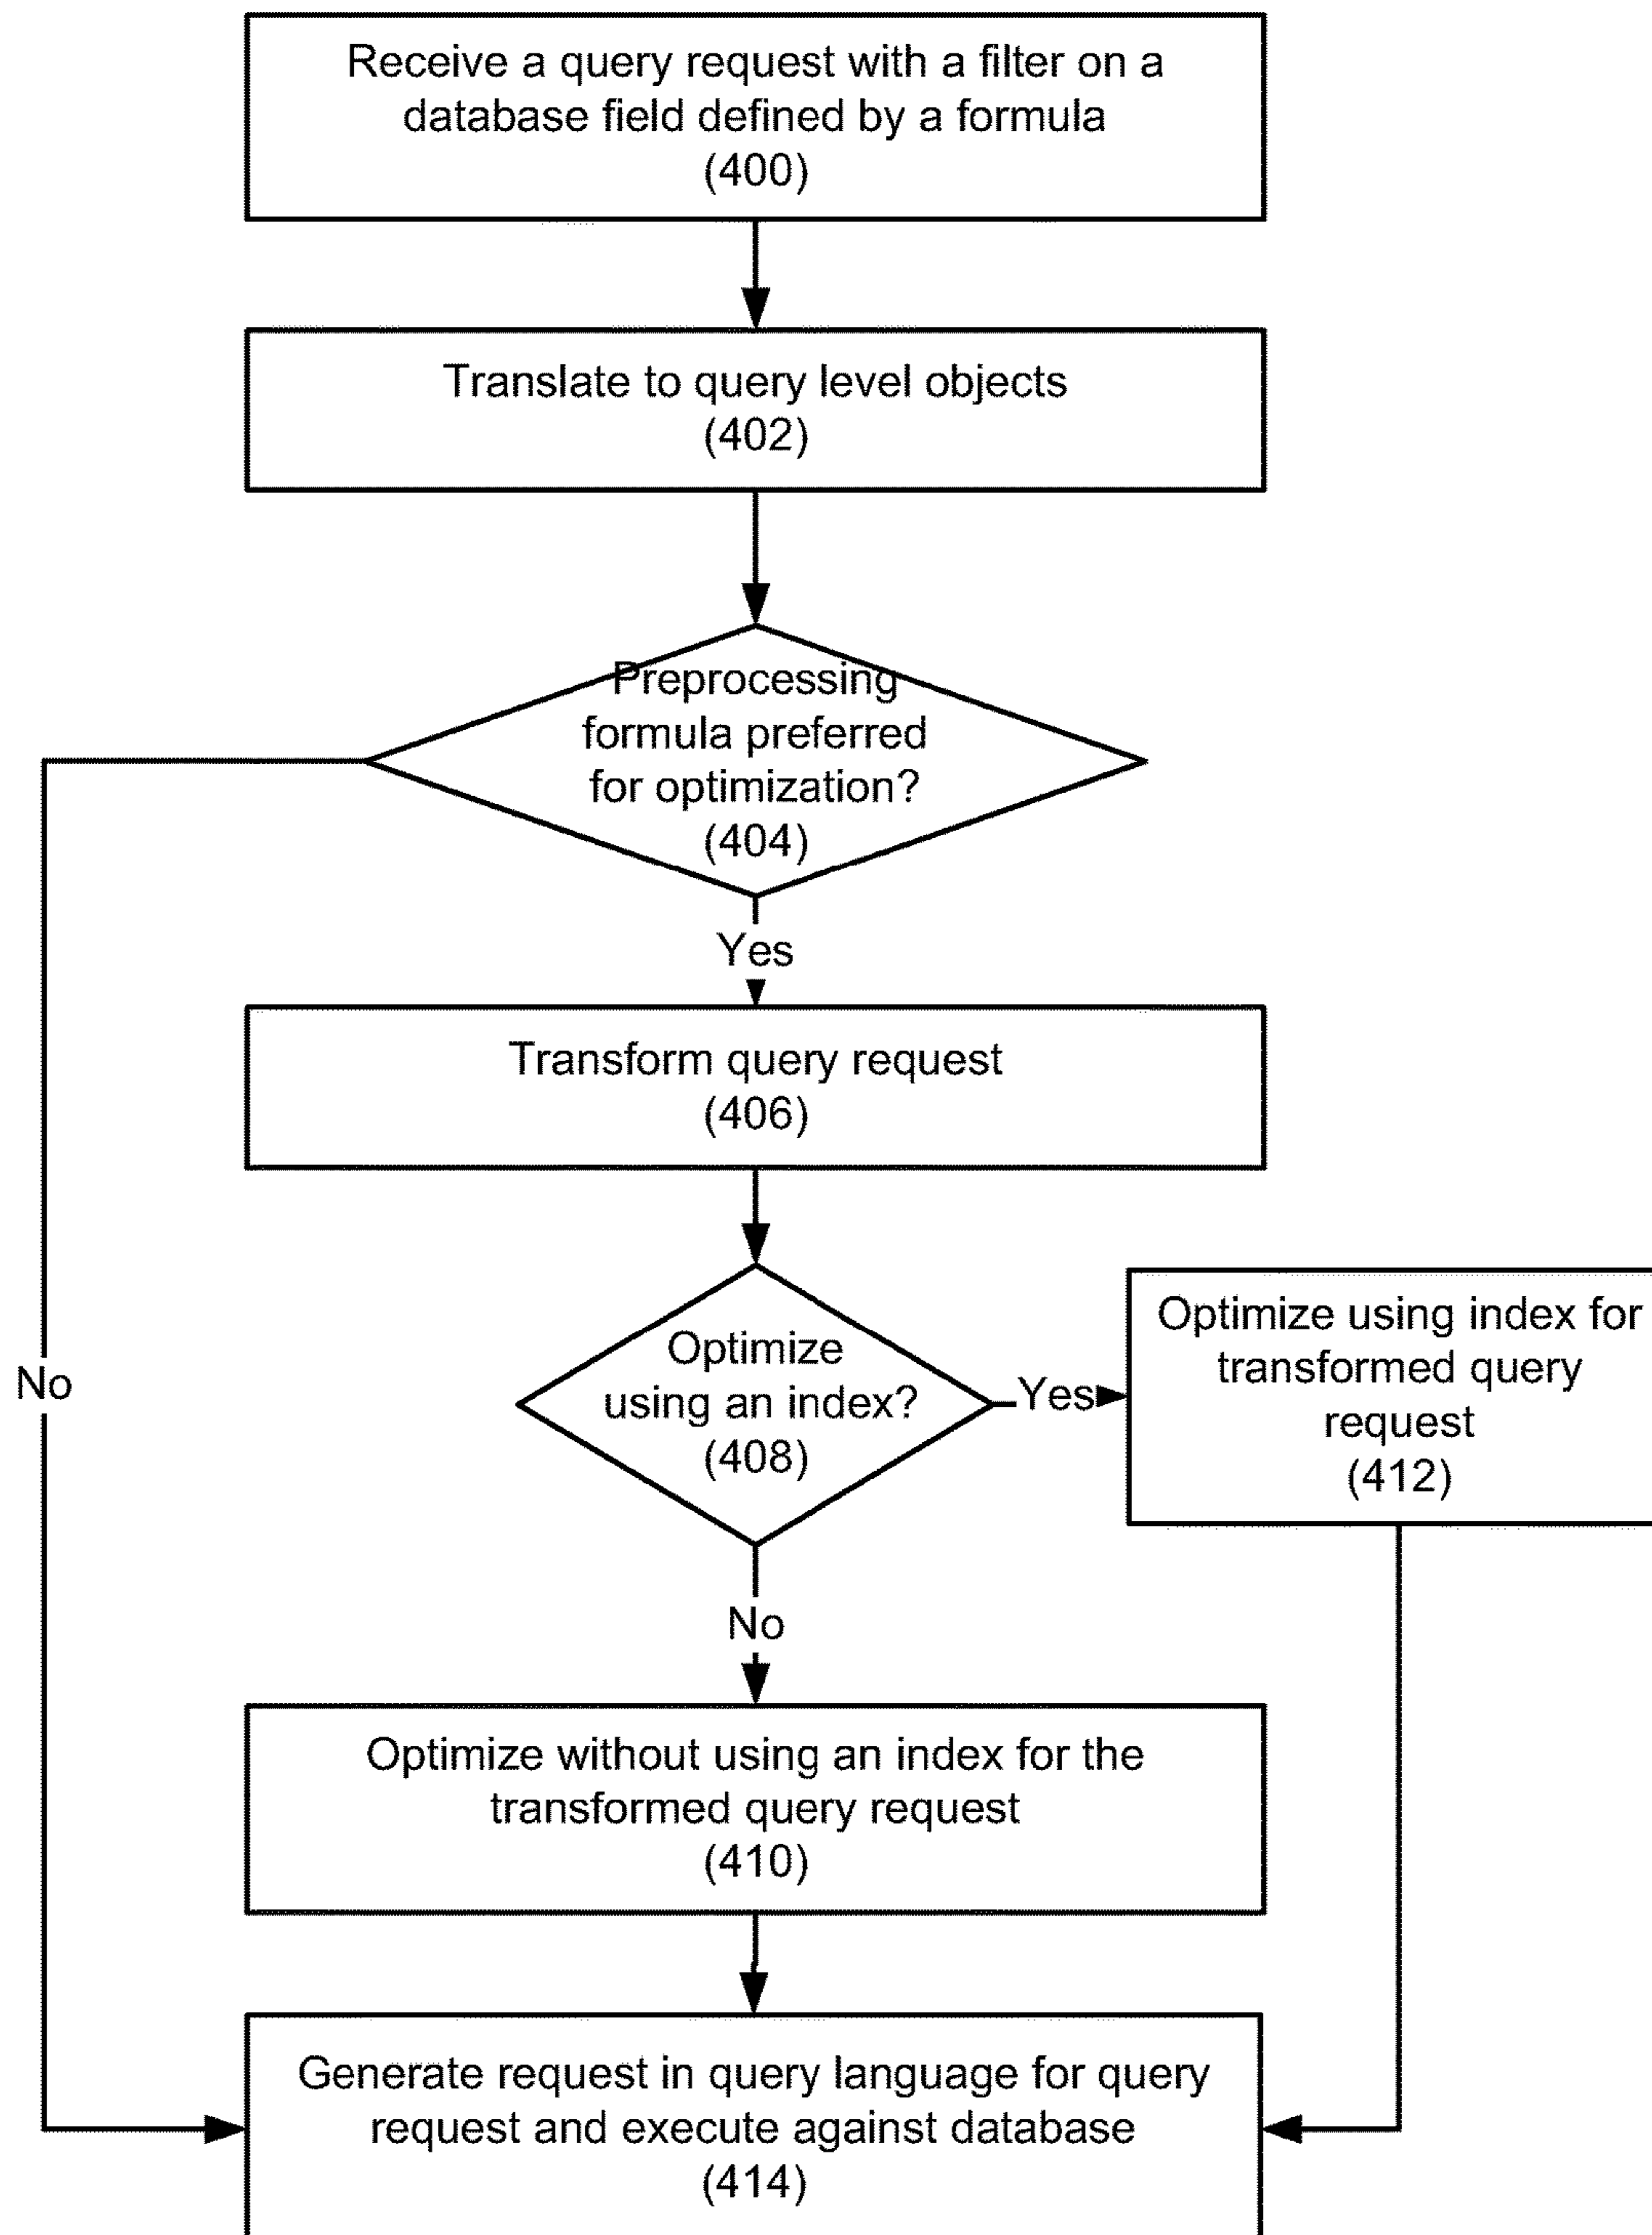 Receive a query request with a filter on a
database field defined by a formula
(400)
Translate to query level objects
(402)
Preprocessing
formula preferred
for optimization?
(404)
Yes
Transform query request
(406)
Optimize
using an index?
(408)
Yes
Optimize using index for
transformed query
request
(412)
No
No
Optimize without using an index for the
transformed query request
(410)
Generate request in query language for query
request and execute against database
(414)